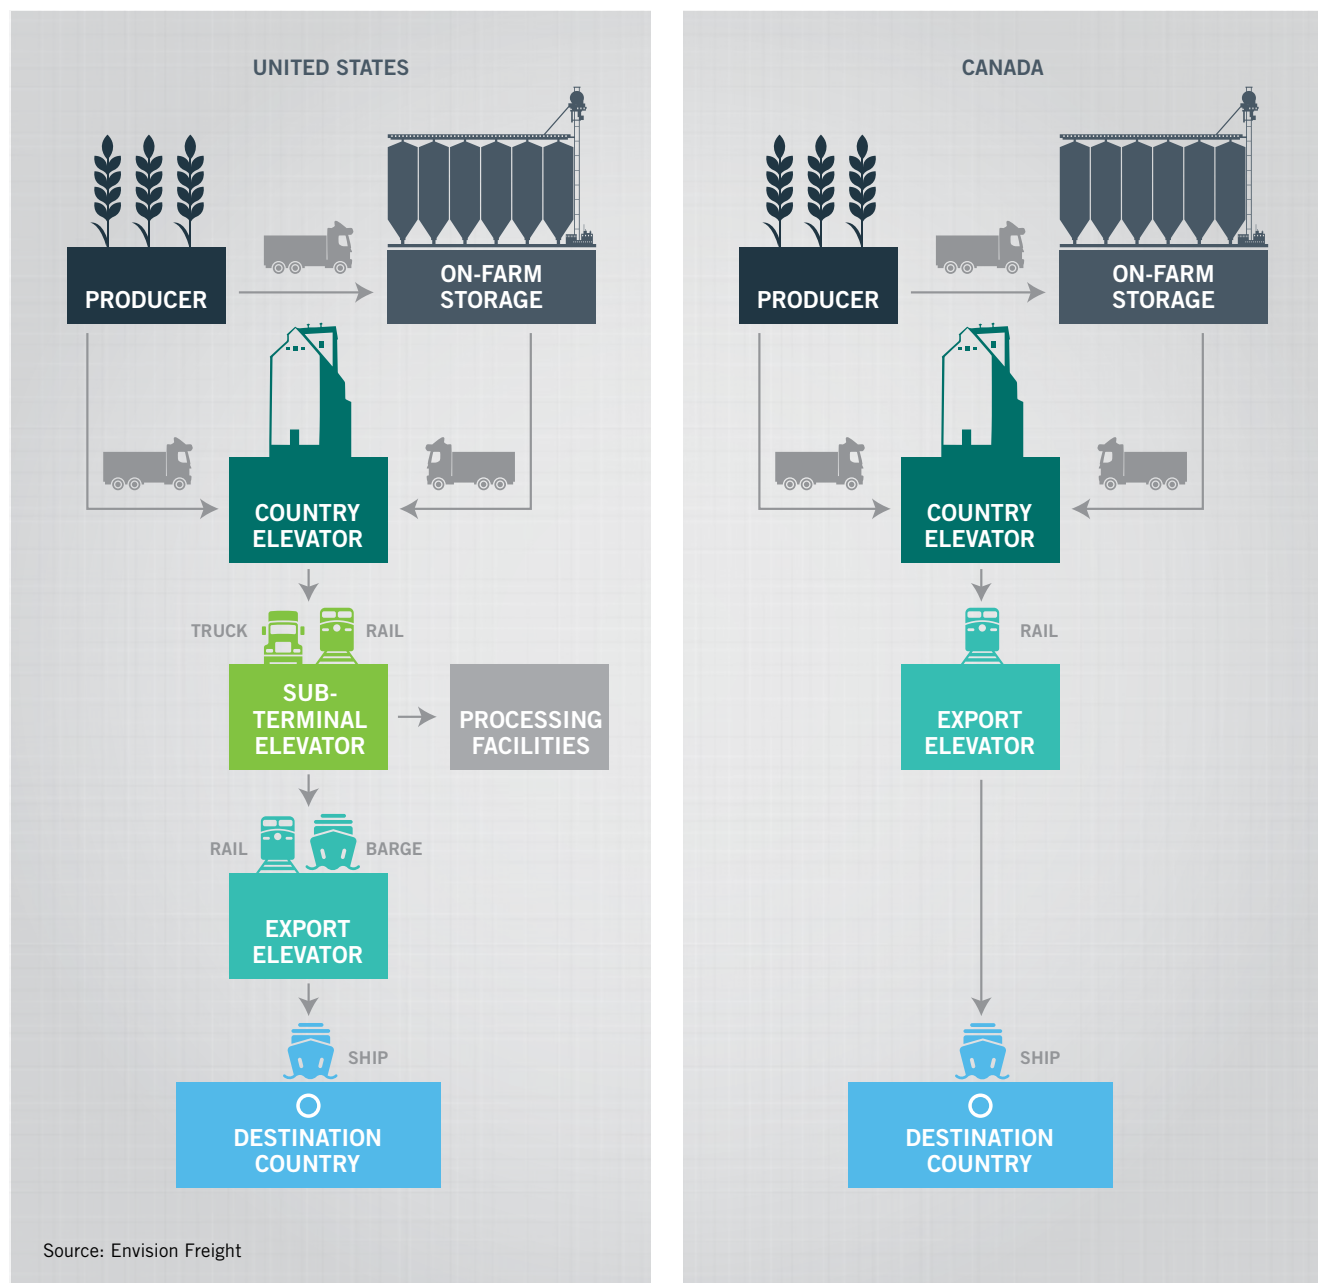 UNITED STATES
PRODUCER
ON-FARM
STORAGE
COUNTRY
ELEVATOR
TRUCK
RAIL
SUB-
TERMINAL
ELEVATOR
PROCESSING
FACILITIES
RAIL
BARGE
EXPORT
ELEVATOR
SHIP
DESTINATION
COUNTRY
Source: Envision Freight
CANADA
PRODUCER
ON-FARM
STORAGE
COUNTRY
ELEVATOR
RAIL
EXPORT
ELEVATOR
SHIP
DESTINATION
COUNTRY